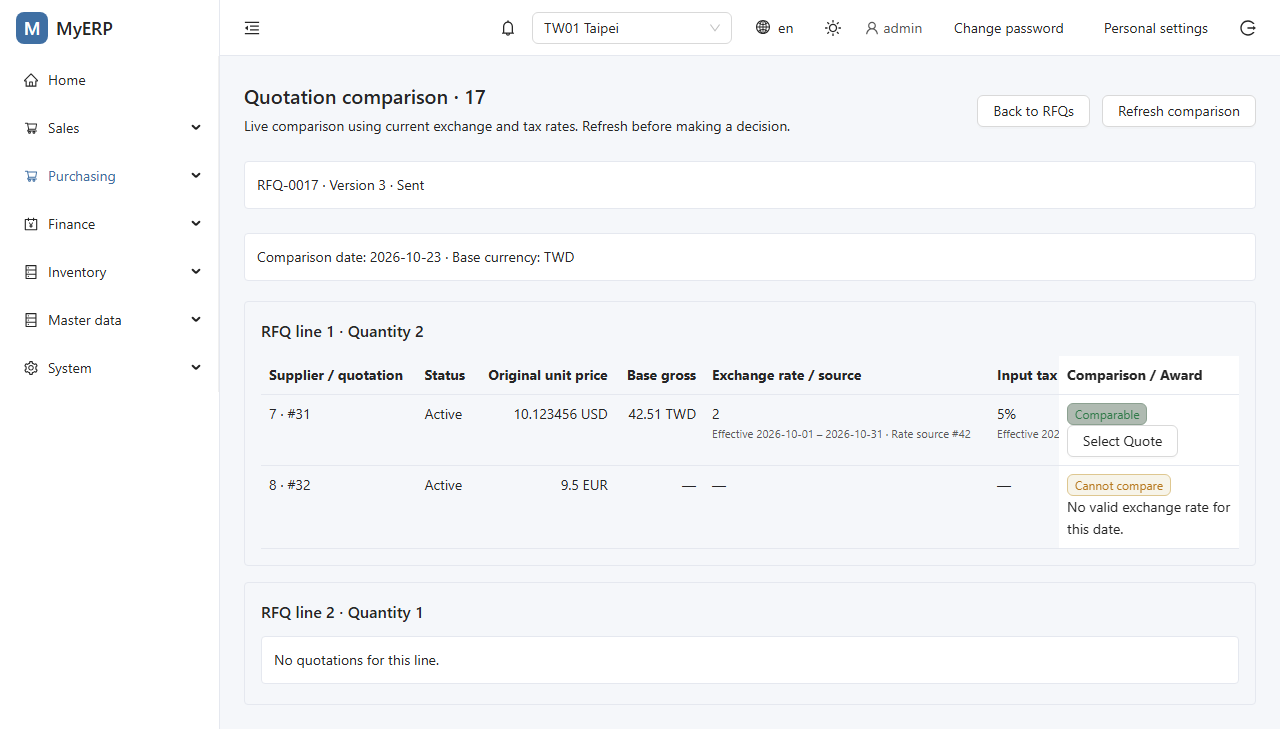 M MyERP
TW01 Taipei
en
admin
Change password
Personal settings
Home
Sales
Purchasing
Finance
Inventory
Master data
System
Quotation comparison · 17
Live comparison using current exchange and tax rates. Refresh before making a decision.
Back to RFQs
Refresh comparison
RFQ-0017 · Version 3 · Sent
Comparison date: 2026-10-23 · Base currency: TWD
RFQ line 1 · Quantity 2
Supplier / quotation Status Original unit price Base gross Exchange rate / source Input tax Comparison / Award
7 · #31 Active 10.123456 USD 42.51 TWD 2 5% Comparable
Effective 2026-10-01 – 2026-10-31 · Rate source #42 Effective 202
Select Quote
8 · #32 Active 9.5 EUR — — — Cannot compare
No valid exchange rate for
this date.
RFQ line 2 · Quantity 1
No quotations for this line.